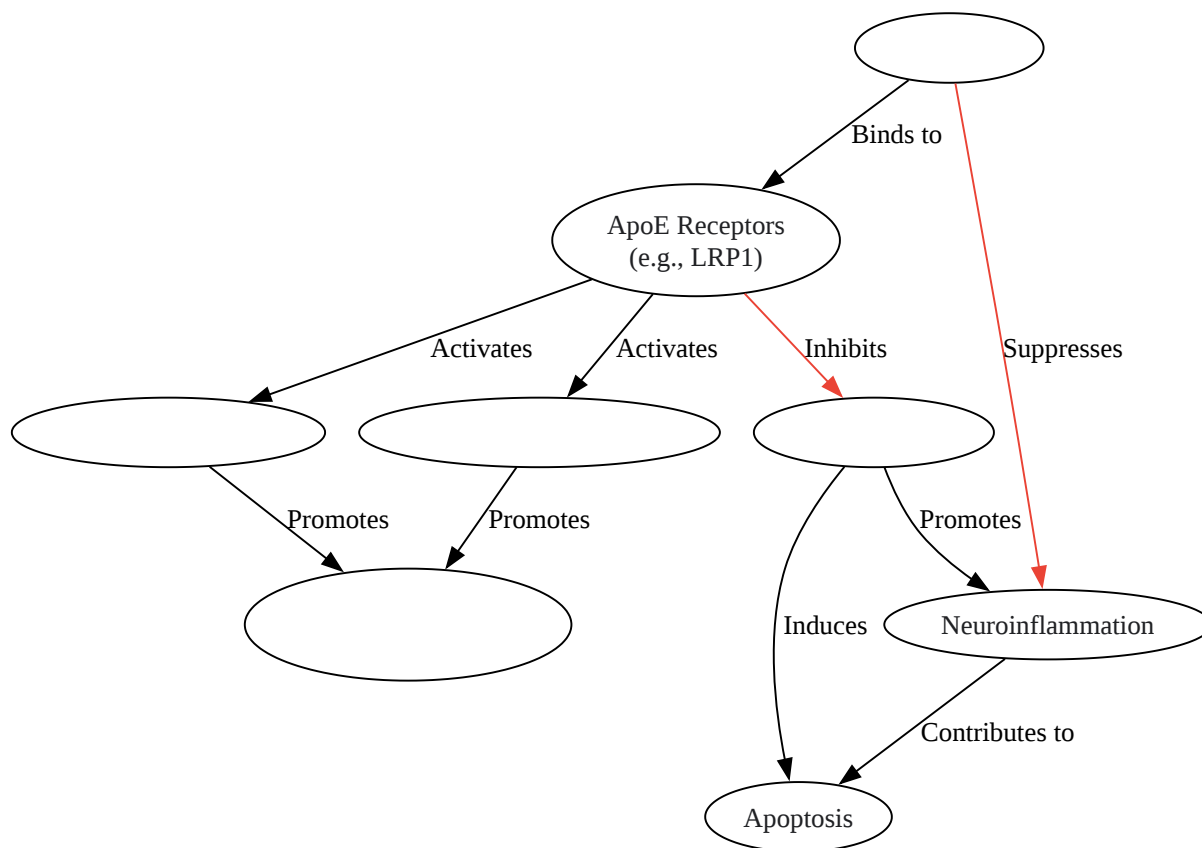 Binds to
ApoE Receptors
(e.g., LRP1)
Activates
Activates
Inhibits
Suppresses
Promotes
Promotes
Promotes
Induces
Neuroinflammation
Contributes to
Apoptosis